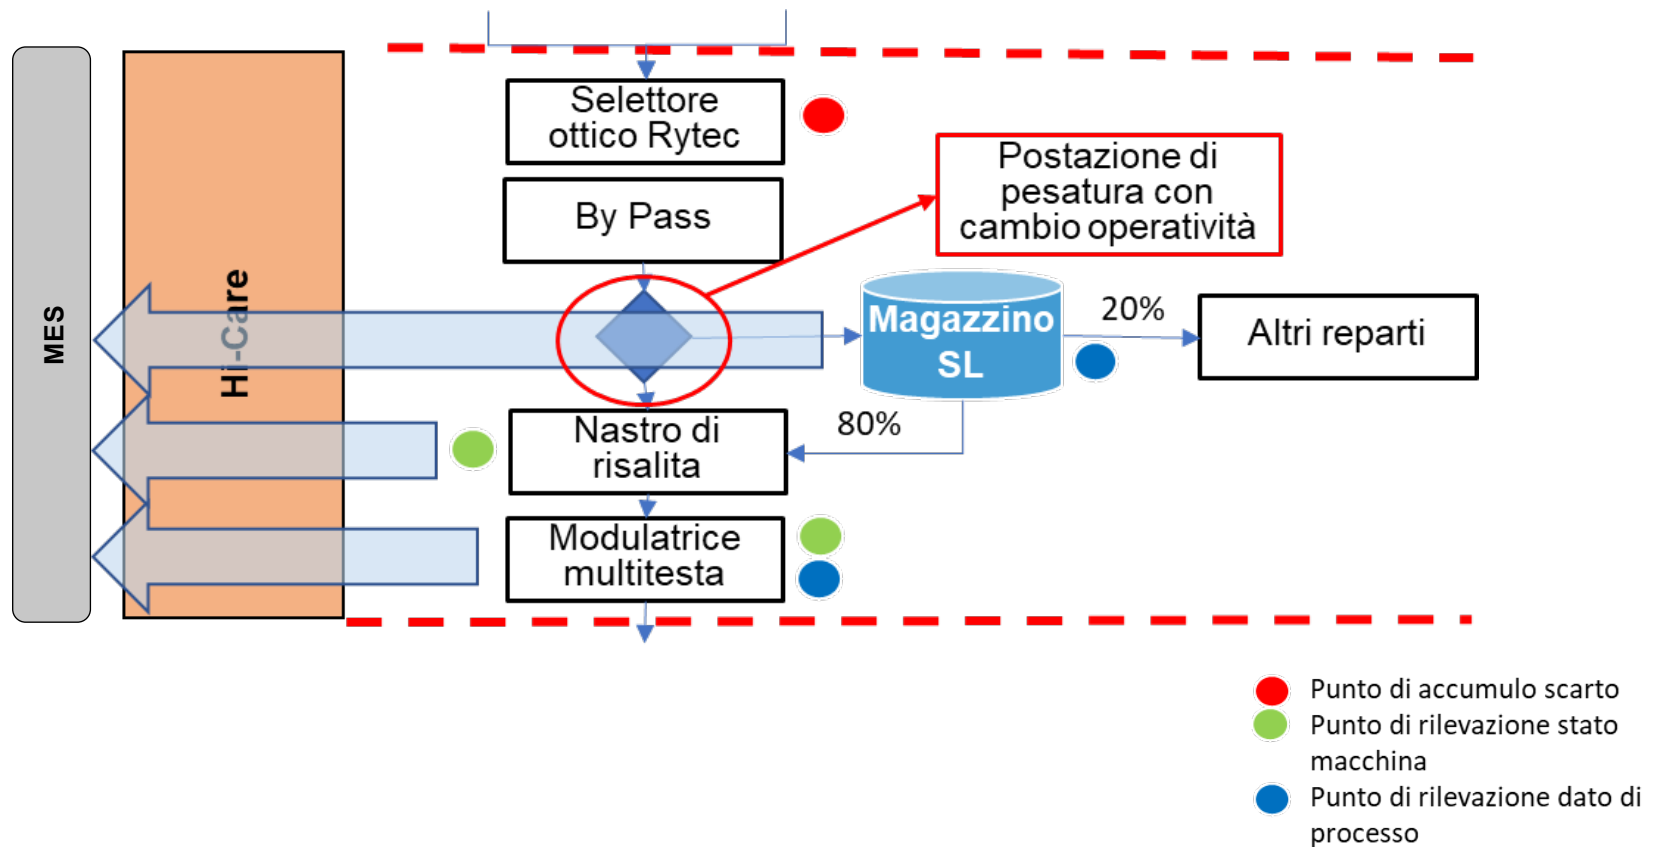 MES
Hi-Care
Selettore
ottico Rytec
By Pass
Postazione di
pesatura con
cambio operatività
Magazzino
SL
20%
Altri reparti
80%
Nastro di
risalita
Modulatrice
multitesta
Punto di accumulo scarto
Punto di rilevazione stato
macchina
Punto di rilevazione dato di
processo